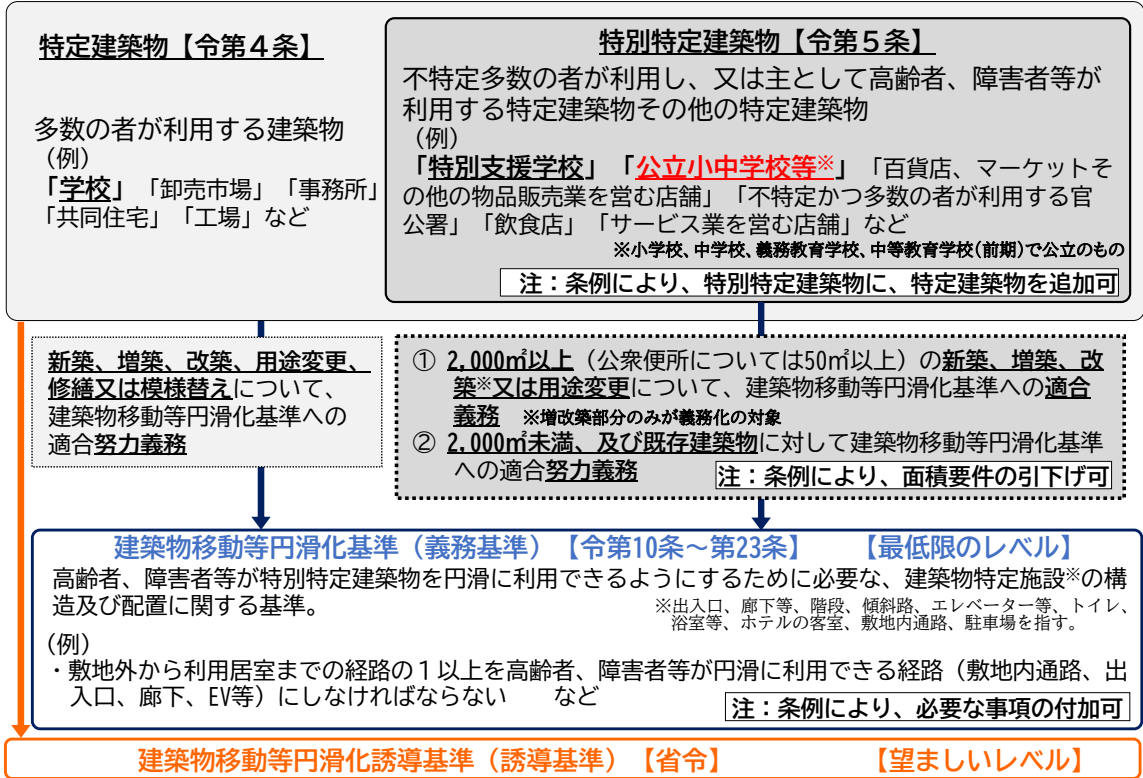 特定建築物【令第４条】
多数の者が利用する建築物
（例）
「学校」「卸売市場」「事務所」
「共同住宅」「工場」など
特別特定建築物【令第５条】
不特定多数の者が利用し、又は主として高齢者、障害者等が
利用する特定建築物その他の特定建築物
（例）
「特別支援学校」「公立小中学校等※」「百貨店、マーケットそ
の他の物品販売業を営む店舗」「不特定かつ多数の者が利用する官
公署」「飲食店」「サービス業を営む店舗」など
※小学校、中学校、義務教育学校、中等教育学校（前期）で公立のもの
注：条例により、特別特定建築物に、特定建築物を追加可
新築、増築、改築、用途変更、
修繕又は模様替えについて、
建築物移動等円滑化基準への
適合努力義務
① 2,000㎡以上（公衆便所については50㎡以上）の新築、増築、改
築※又は用途変更について、建築物移動等円滑化基準への適合
義務 ※増改築部分のみが義務化の対象
② 2,000㎡未満、及び既存建築物に対して建築物移動等円滑化基準
への適合努力義務
注：条例により、面積要件の引下げ可
建築物移動等円滑化基準（義務基準）【令第10条～第23条】 【最低限のレベル】
高齢者、障害者等が特別特定建築物を円滑に利用できるようにするために必要な、建築物特定施設※の構
造及び配置に関する基準。
※出入口、廊下等、階段、傾斜路、エレベーター等、トイレ、
浴室等、ホテルの客室、敷地内通路、駐車場を指す。
(例)
・敷地外から利用居室までの経路の１以上を高齢者、障害者等が円滑に利用できる経路（敷地内通路、出
入口、廊下、EV等）にしなければならない など
注：条例により、必要な事項の付加可
建築物移動等円滑化誘導基準（誘導基準）【省令】 【望ましいレベル】